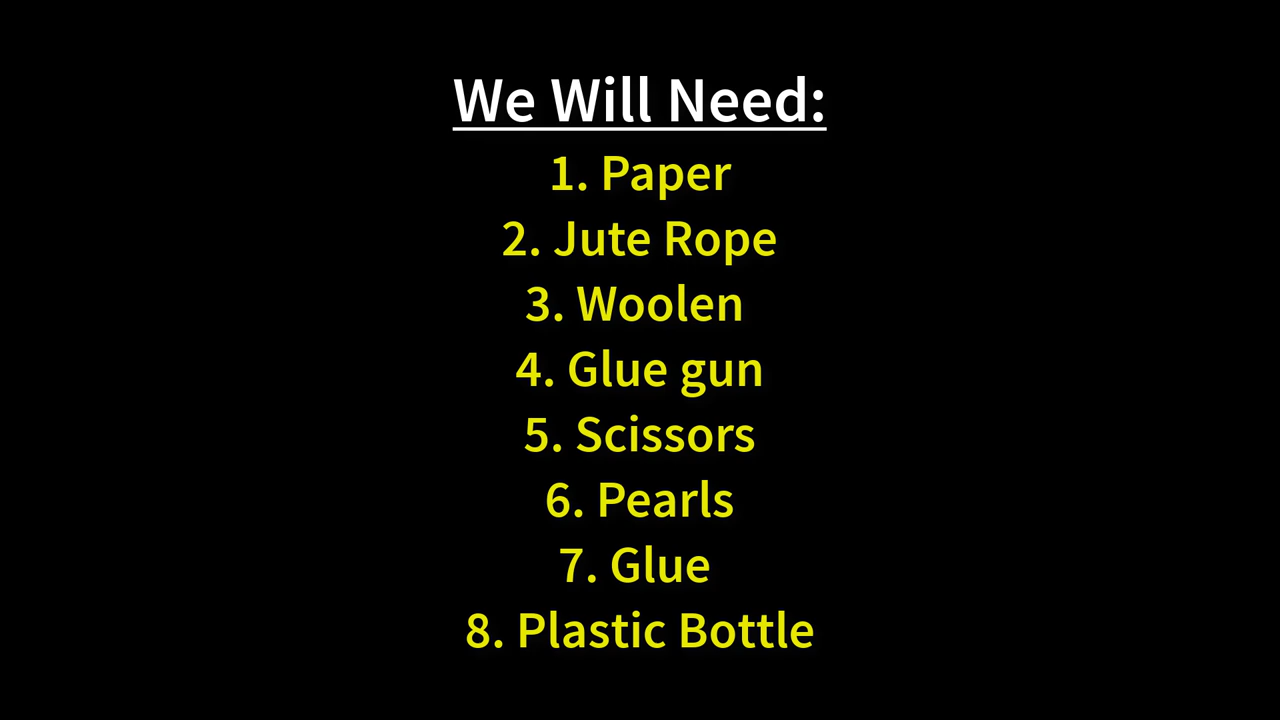 We Will Need:
1. Paper
2. Jute Rope
3. Woolen
4. Glue gun
5. Scissors
6. Pearls
7. Glue
8. Plastic Bottle